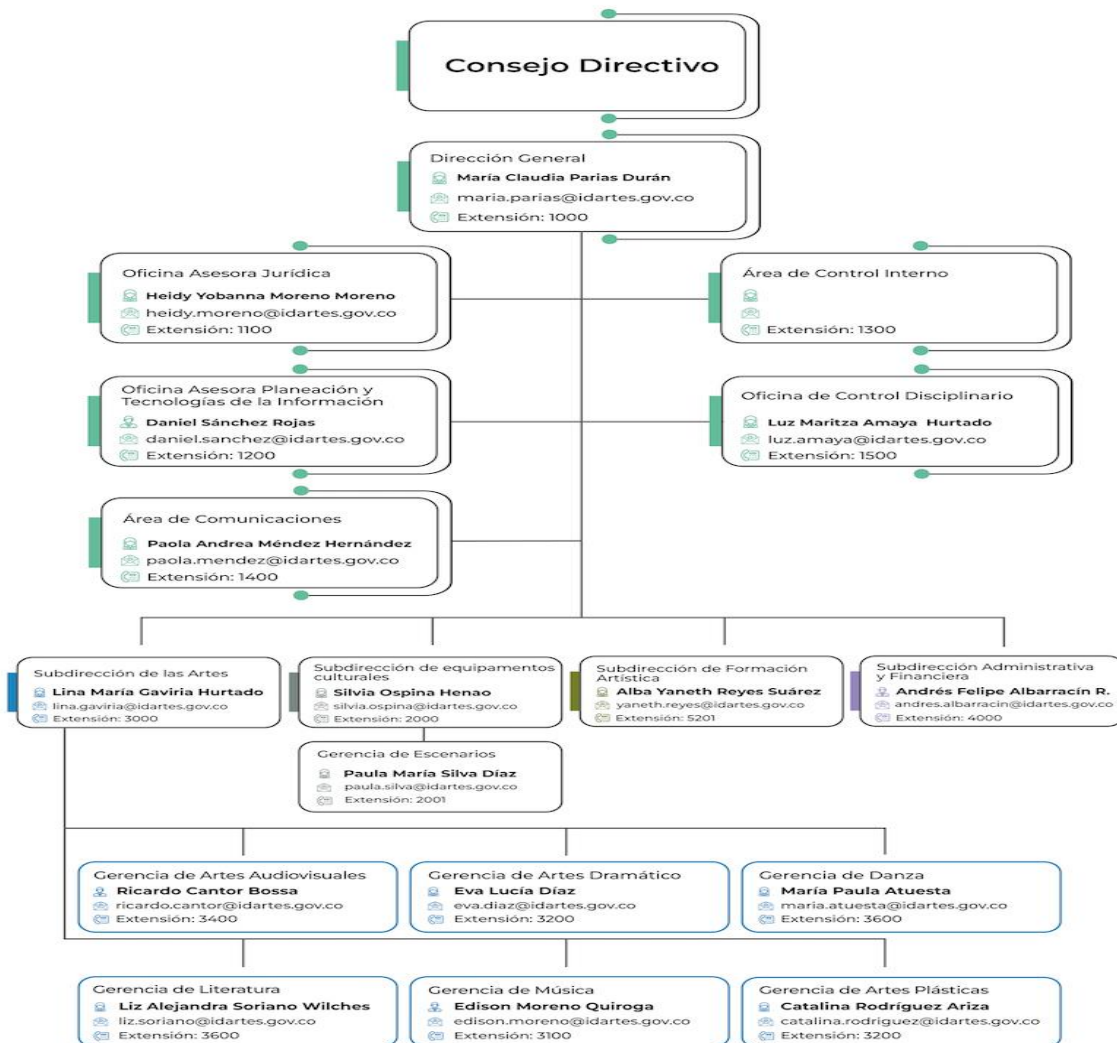 Consejo Directivo
Dirección General
María Claudia Parias Durán
maria.parias@idartes.gov.co
Extensión: 1000
Oficina Asesora Jurídica
Heidy Yobanna Moreno Moreno
heidy.moreno@idartes.gov.co
Extensión: 1100
Área de Control Interno
Extensión: 1300
Oficina Asesora Planeación y
Tecnologías de la Información
Daniel Sánchez Rojas
daniel.sanchez@idartes.gov.co
Extensión: 1200
Oficina de Control Disciplinario
Luz Maritza Amaya Hurtado
luz.amaya@idartes.gov.co
Extensión: 1500
Área de Comunicaciones
Paola Andrea Méndez Hernández
paola.mendez@idartes.gov.co
Extensión: 1400
Subdirección de las Artes
Lina María Gaviria Hurtado
lina.gaviria@idartes.gov.co
Extensión: 3000
Subdirección de equipamentos
culturales
Silvia Ospina Henao
silvia.ospina@idartes.gov.co
Extensión: 2000
Subdirección de Formación
Artística
Alba Yaneth Reyes Suárez
yaneth.reyes@idartes.gov.co
Extensión: 5201
Subdirección Administrativa
y Financiera
Andrés Felipe Albarracín R.
andres.albarracin@idartes.gov.co
Extensión: 4000
Gerencia de Escenarios
Paula María Silva Díaz
paula.silva@idartes.gov.co
Extensión: 2001
Gerencia de Artes Audiovisuales
Ricardo Cantor Bossa
ricardo.cantor@idartes.gov.co
Extensión: 3400
Gerencia de Artes Dramático
Eva Lucía Díaz
eva.diaz@idartes.gov.co
Extensión: 3200
Gerencia de Danza
María Paula Atuesta
maria.atuesta@idartes.gov.co
Extensión: 3600
Gerencia de Literatura
Liz Alejandra Soriano Wilches
liz.soriano@idartes.gov.co
Extensión: 3600
Gerencia de Música
Edison Moreno Quiroga
edison.moreno@idartes.gov.co
Extensión: 3100
Gerencia de Artes Plásticas
Catalina Rodríguez Ariza
catalina.rodriguez@idartes.gov.co
Extensión: 3200